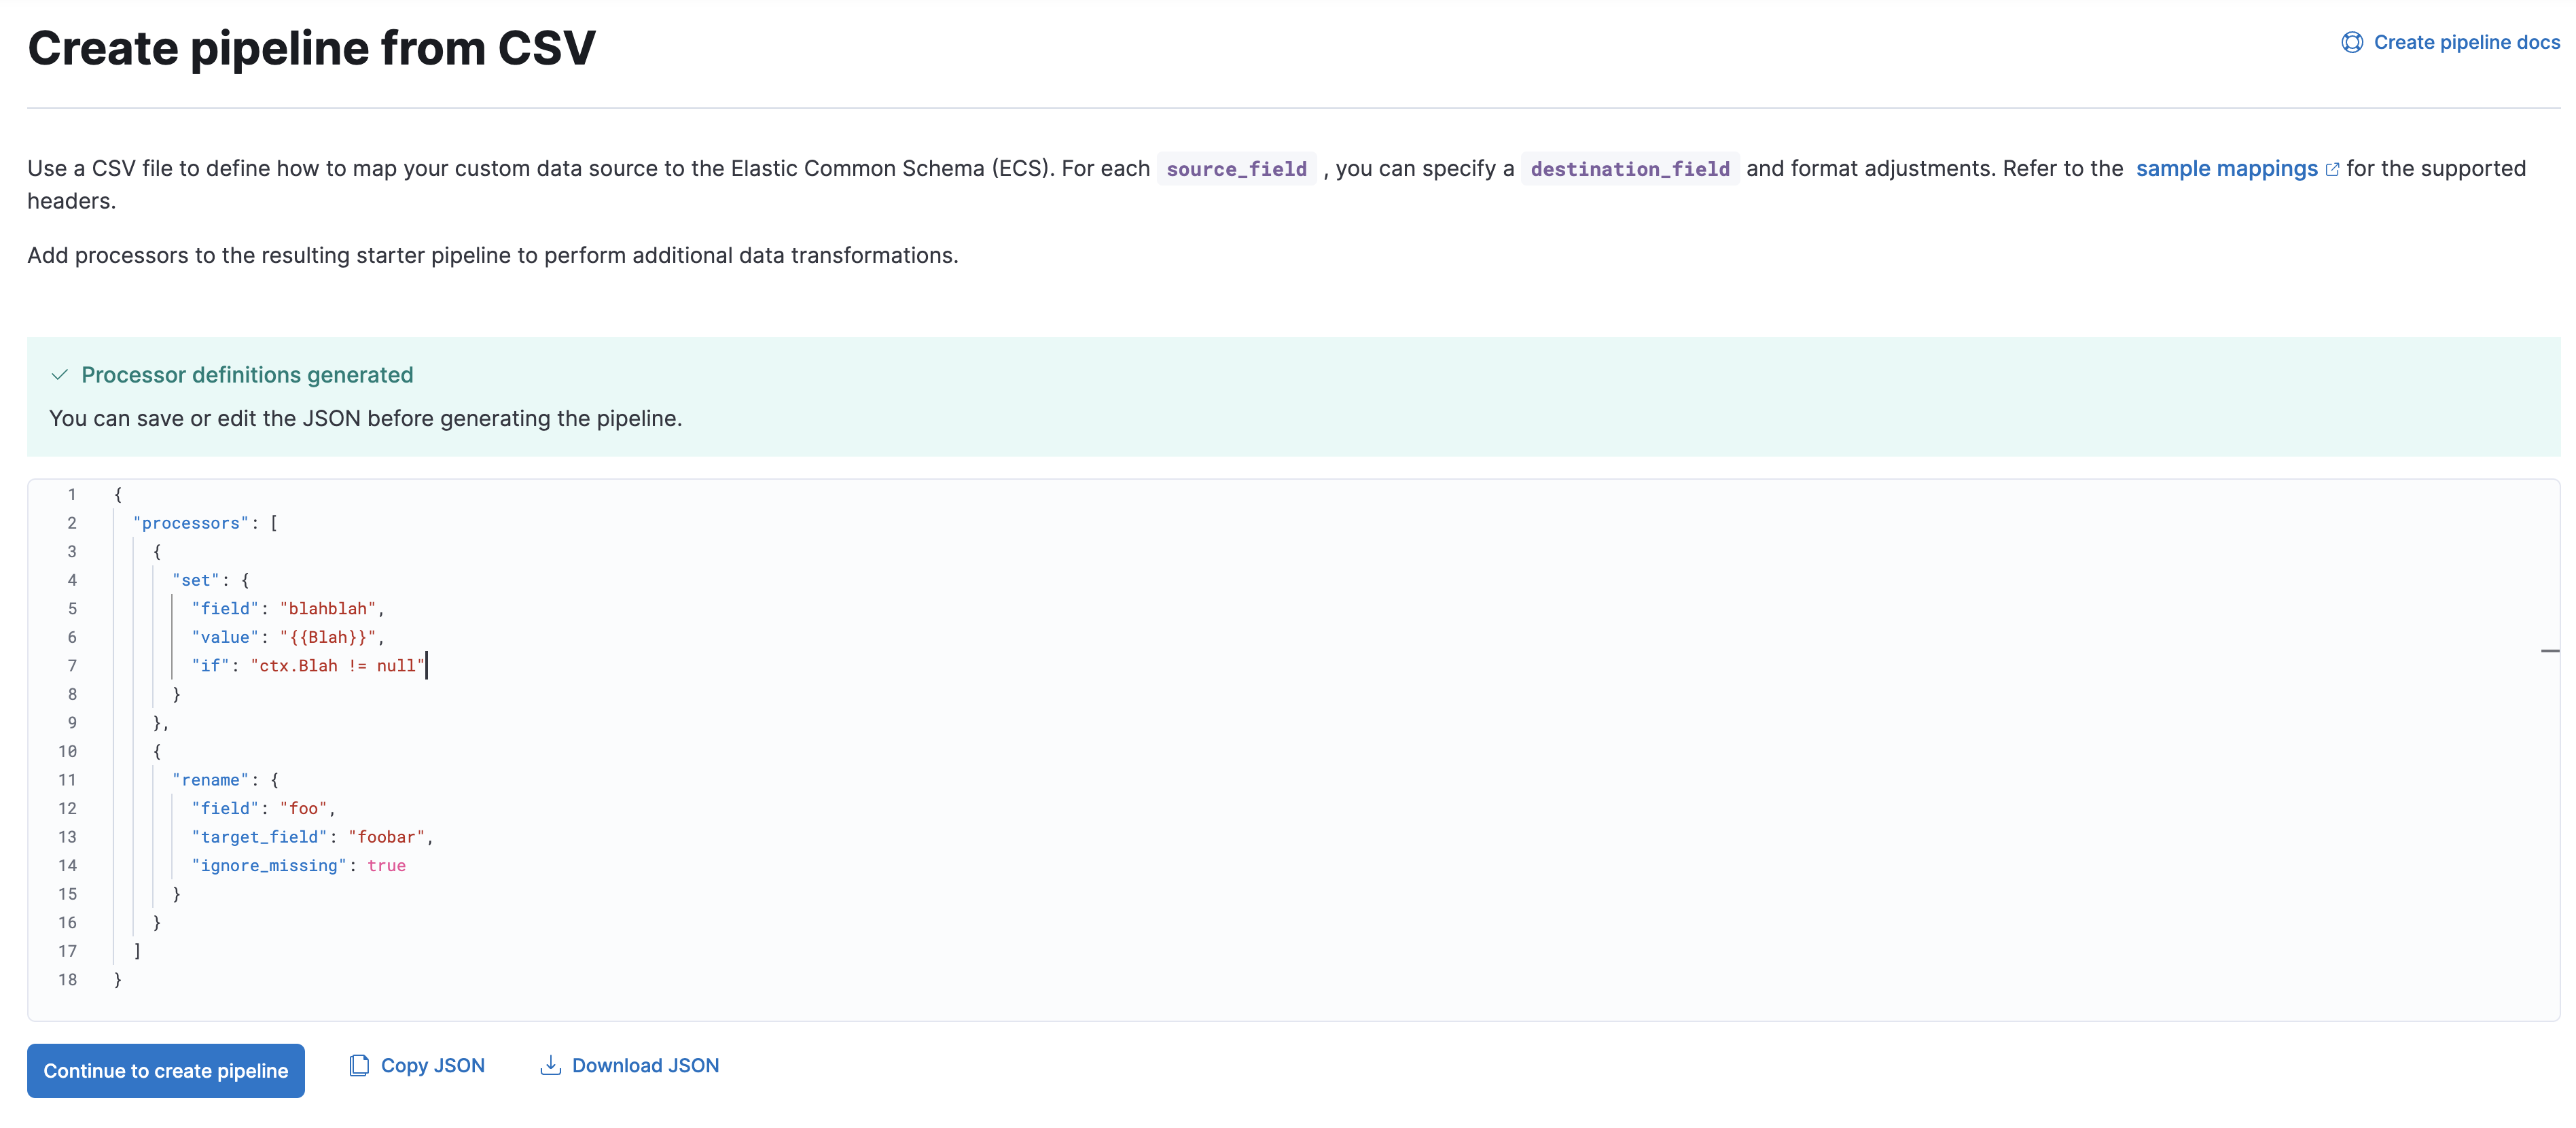 Create pipeline from CSV
Create pipeline docs
Use a CSV file to define how to map your custom data source to the Elastic Common Schema (ECS). For each source_field , you can specify a destination_field and format adjustments. Refer to the sample mappings for the supported
headers.
Add processors to the resulting starter pipeline to perform additional data transformations.
Processor definitions generated
You can save or edit the JSON before generating the pipeline.
1 {
2 "processors": [
3 {
4 "set": {
5 "field": "blahblah",
6 "value": "{{Blah}}",
7 "if": "ctx.Blah != null"
8 }
9 },
10 {
11 "rename": {
12 "field": "foo",
13 "target_field": "foobar",
14 "ignore_missing": true
15 }
16 }
17 ]
18 }
Continue to create pipeline
Copy JSON
Download JSON